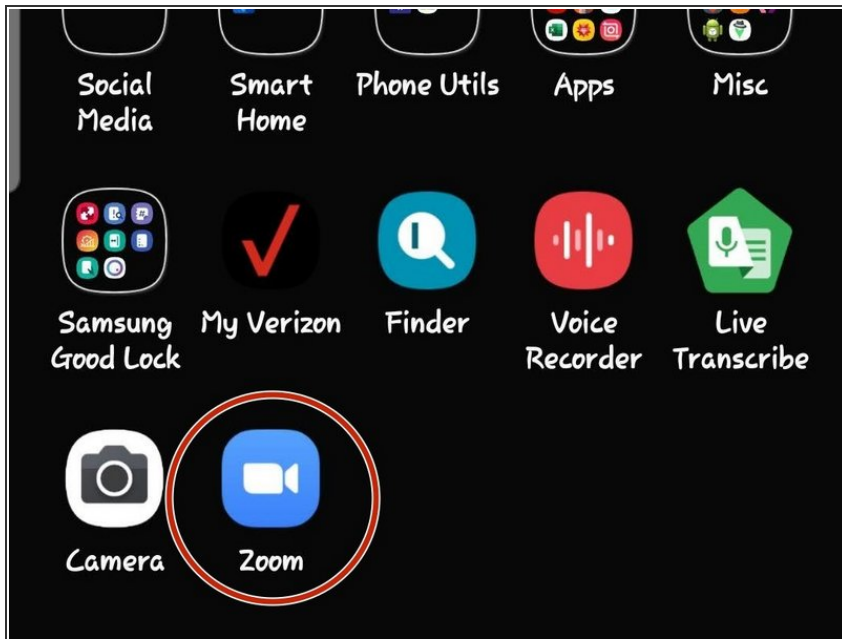 Social Media
Smart Home
Phone Utils
Apps
Misc
Samsung Good Lock
My Verizon
Finder
Voice Recorder
Live Transcribe
Camera
Zoom